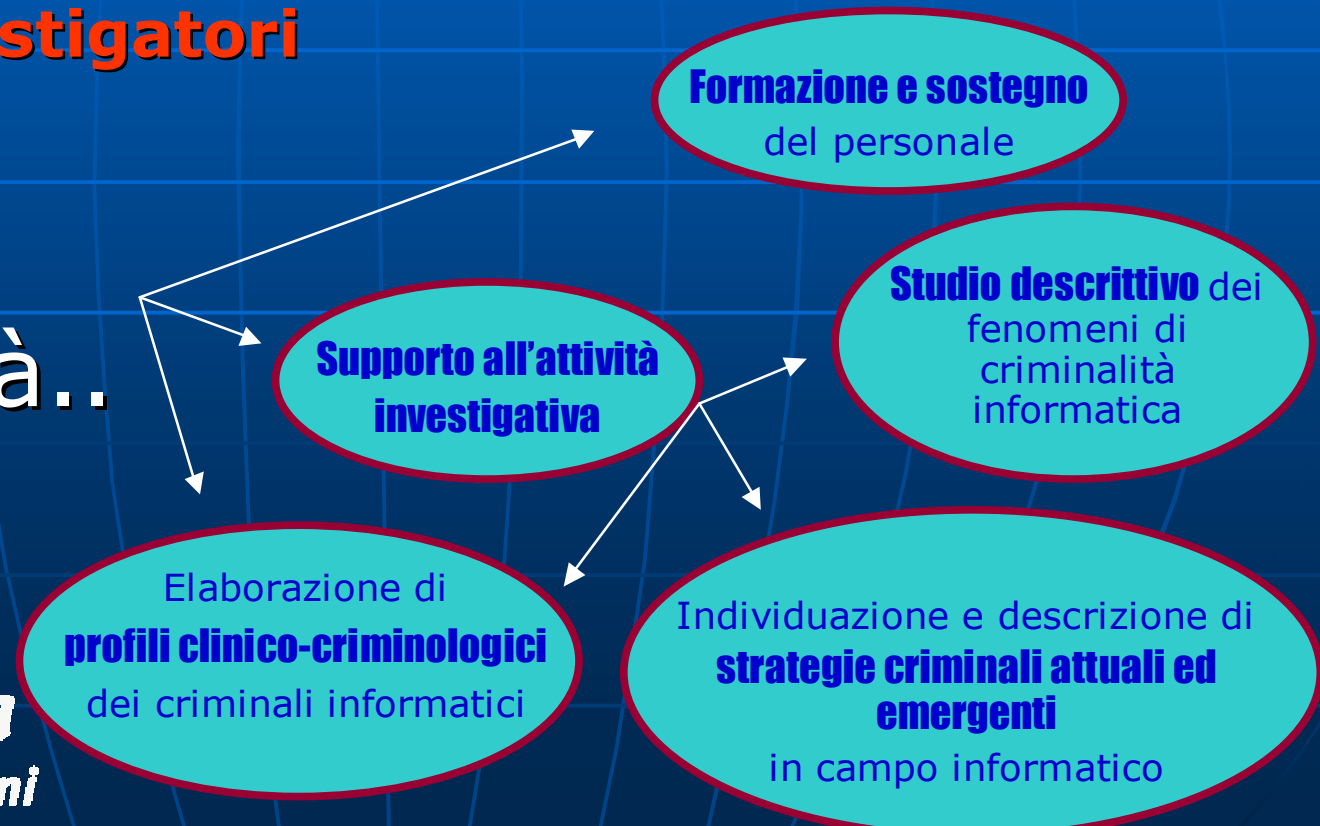 stigatori
Formazione e sostegno
del personale
Studio descrittivo dei
fenomeni di
criminalità
informatica
à..
Supporto all’attività
investigativa
Elaborazione di
profili clinico-criminologici
dei criminali informatici
Individuazione e descrizione di
strategie criminali attuali ed
emergenti
in campo informatico
ni